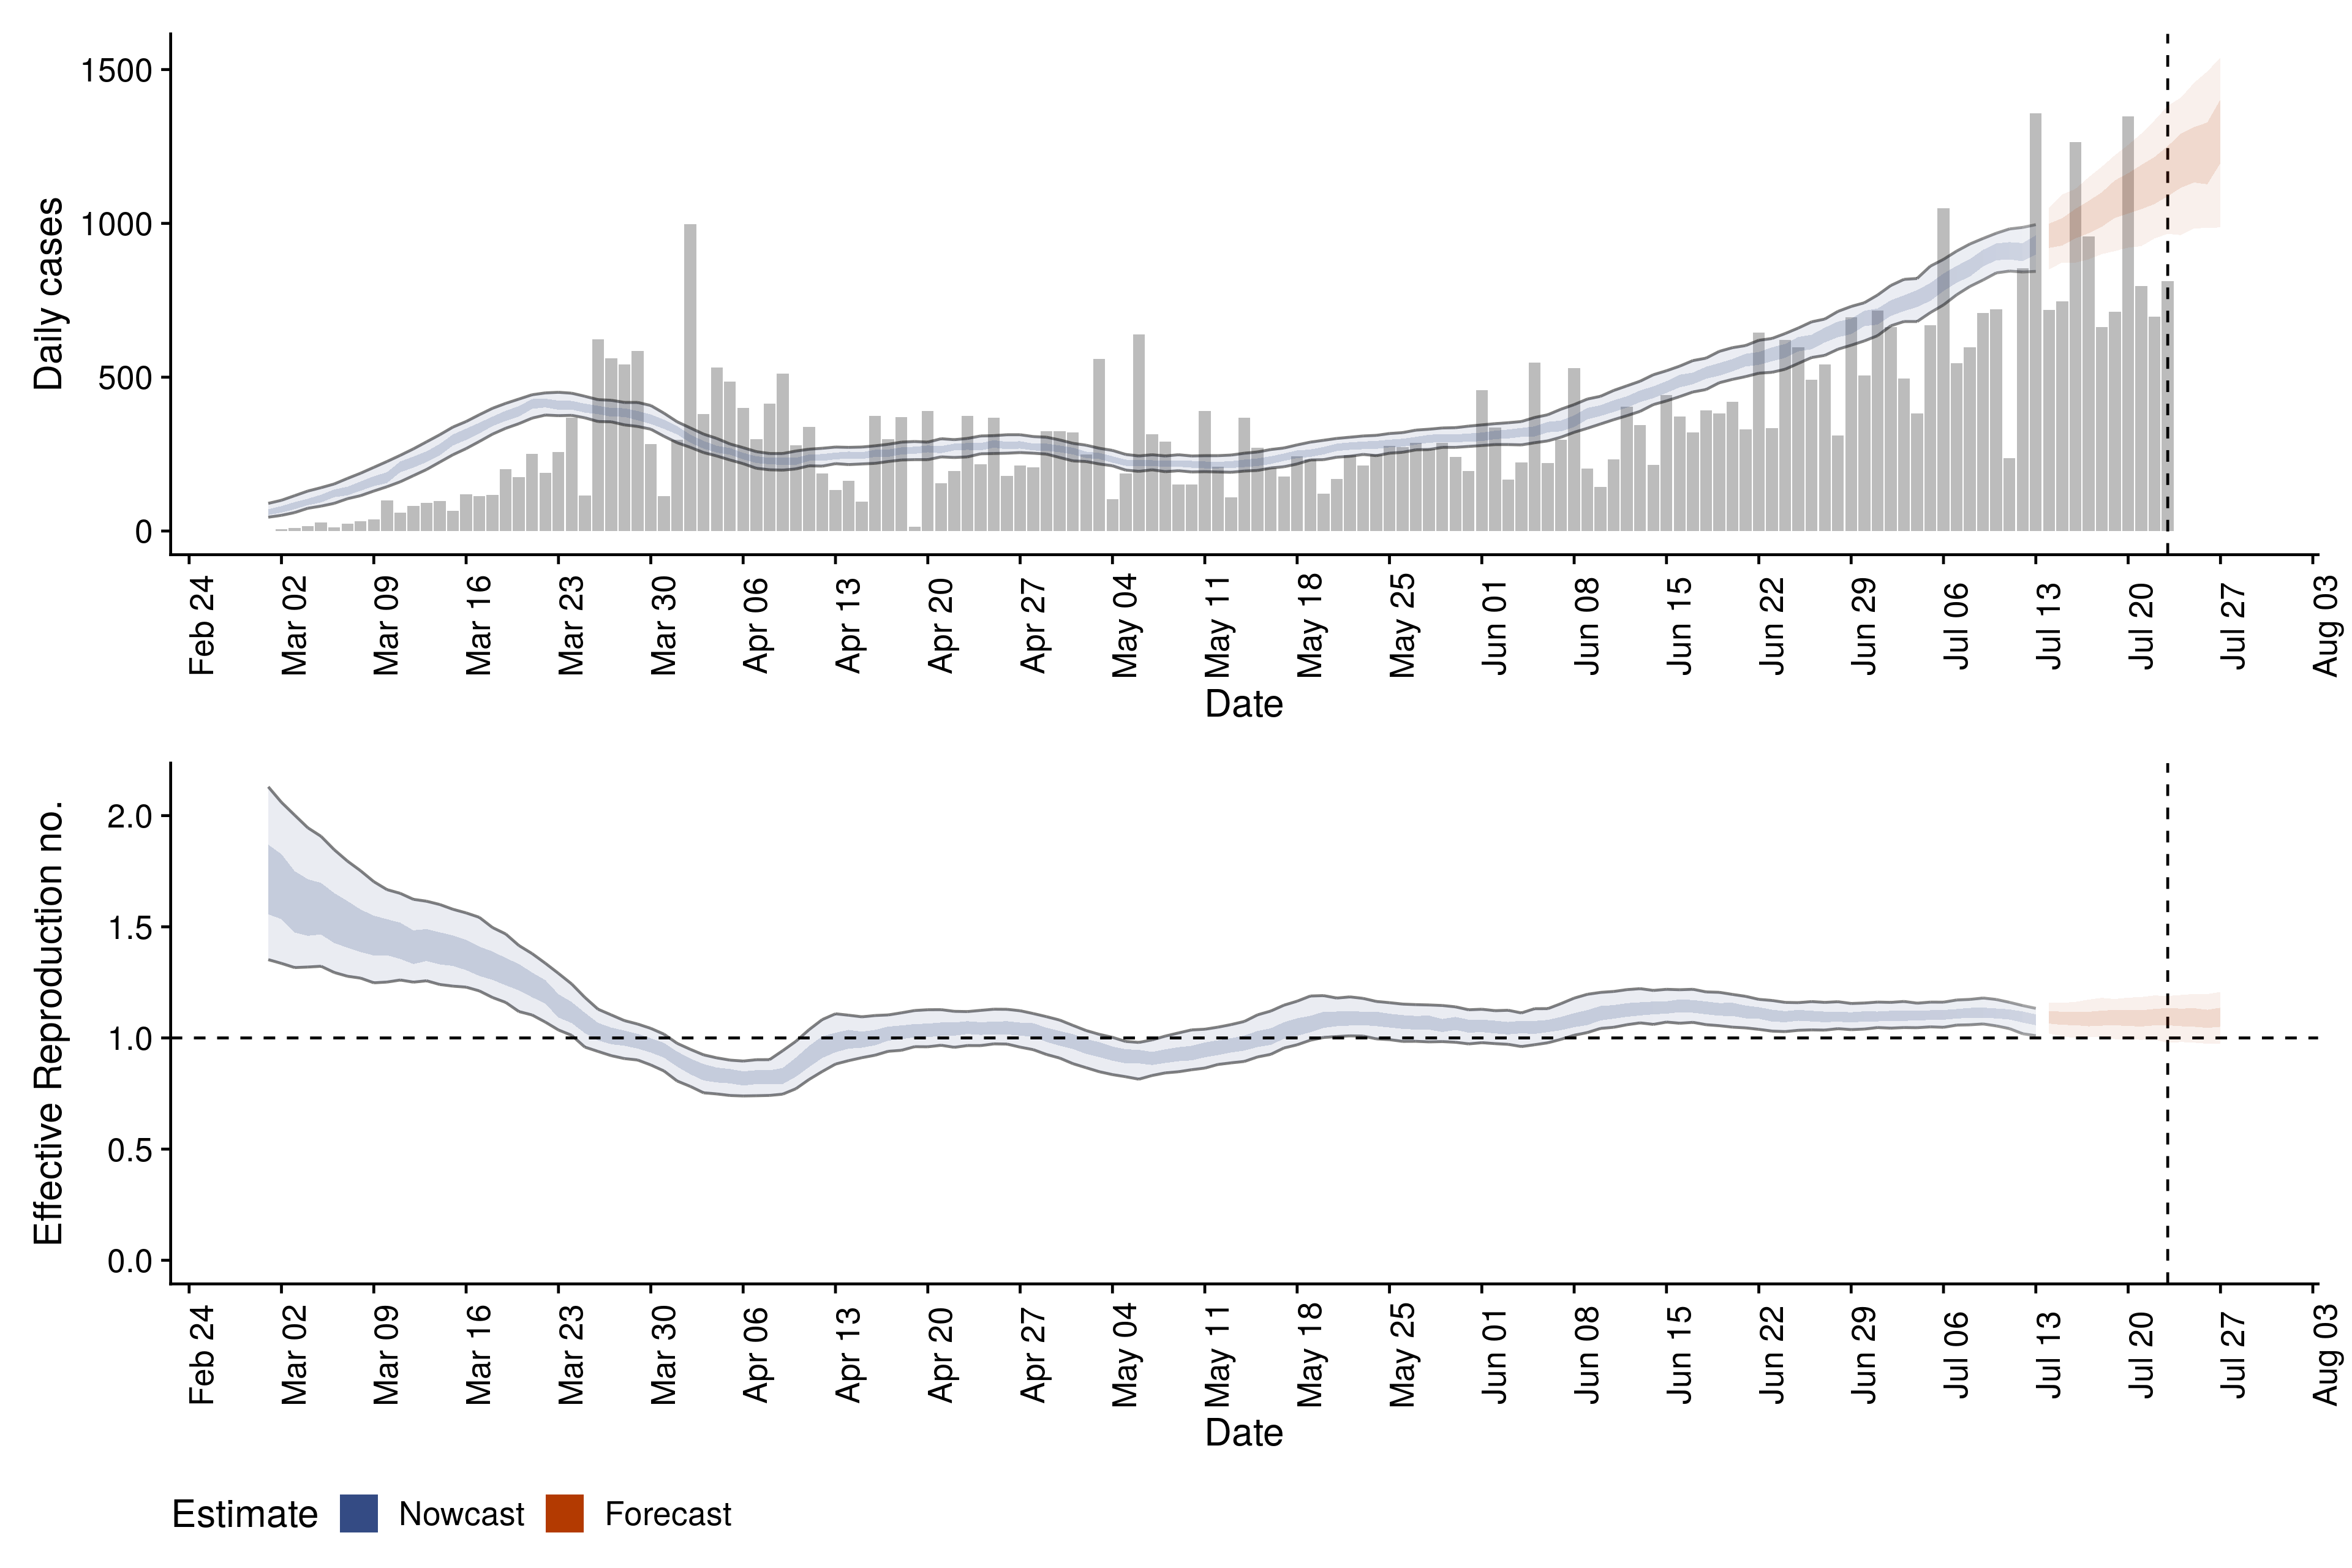 Daily cases
1500
1000
500
0
Feb 24
Mar 02
Mar 09
Mar 16
Mar 23
Mar 30
Apr 06
Apr 13
Apr 20
Apr 27
May 04
May 11
May 18
May 25
Jun 01
Jun 08
Jun 15
Jun 22
Jun 29
Jul 06
Jul 13
Jul 20
Jul 27
Aug 03
Date
Effective Reproduction no.
2.0
1.5
1.0
0.5
0.0
Feb 24
Mar 02
Mar 09
Mar 16
Mar 23
Mar 30
Apr 06
Apr 13
Apr 20
Apr 27
May 04
May 11
May 18
May 25
Jun 01
Jun 08
Jun 15
Jun 22
Jun 29
Jul 06
Jul 13
Jul 20
Jul 27
Aug 03
Date
Estimate Nowcast Forecast